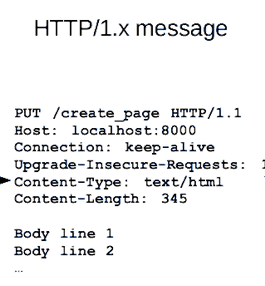 HTTP/1.x message
PUT /create_page HTTP/1.1
Host: localhost:8000
Connection: keep-alive
Upgrade-Insecure-Requests: 1
Content-Type: text/html
Content-Length: 345
Body line 1
Body line 2
...